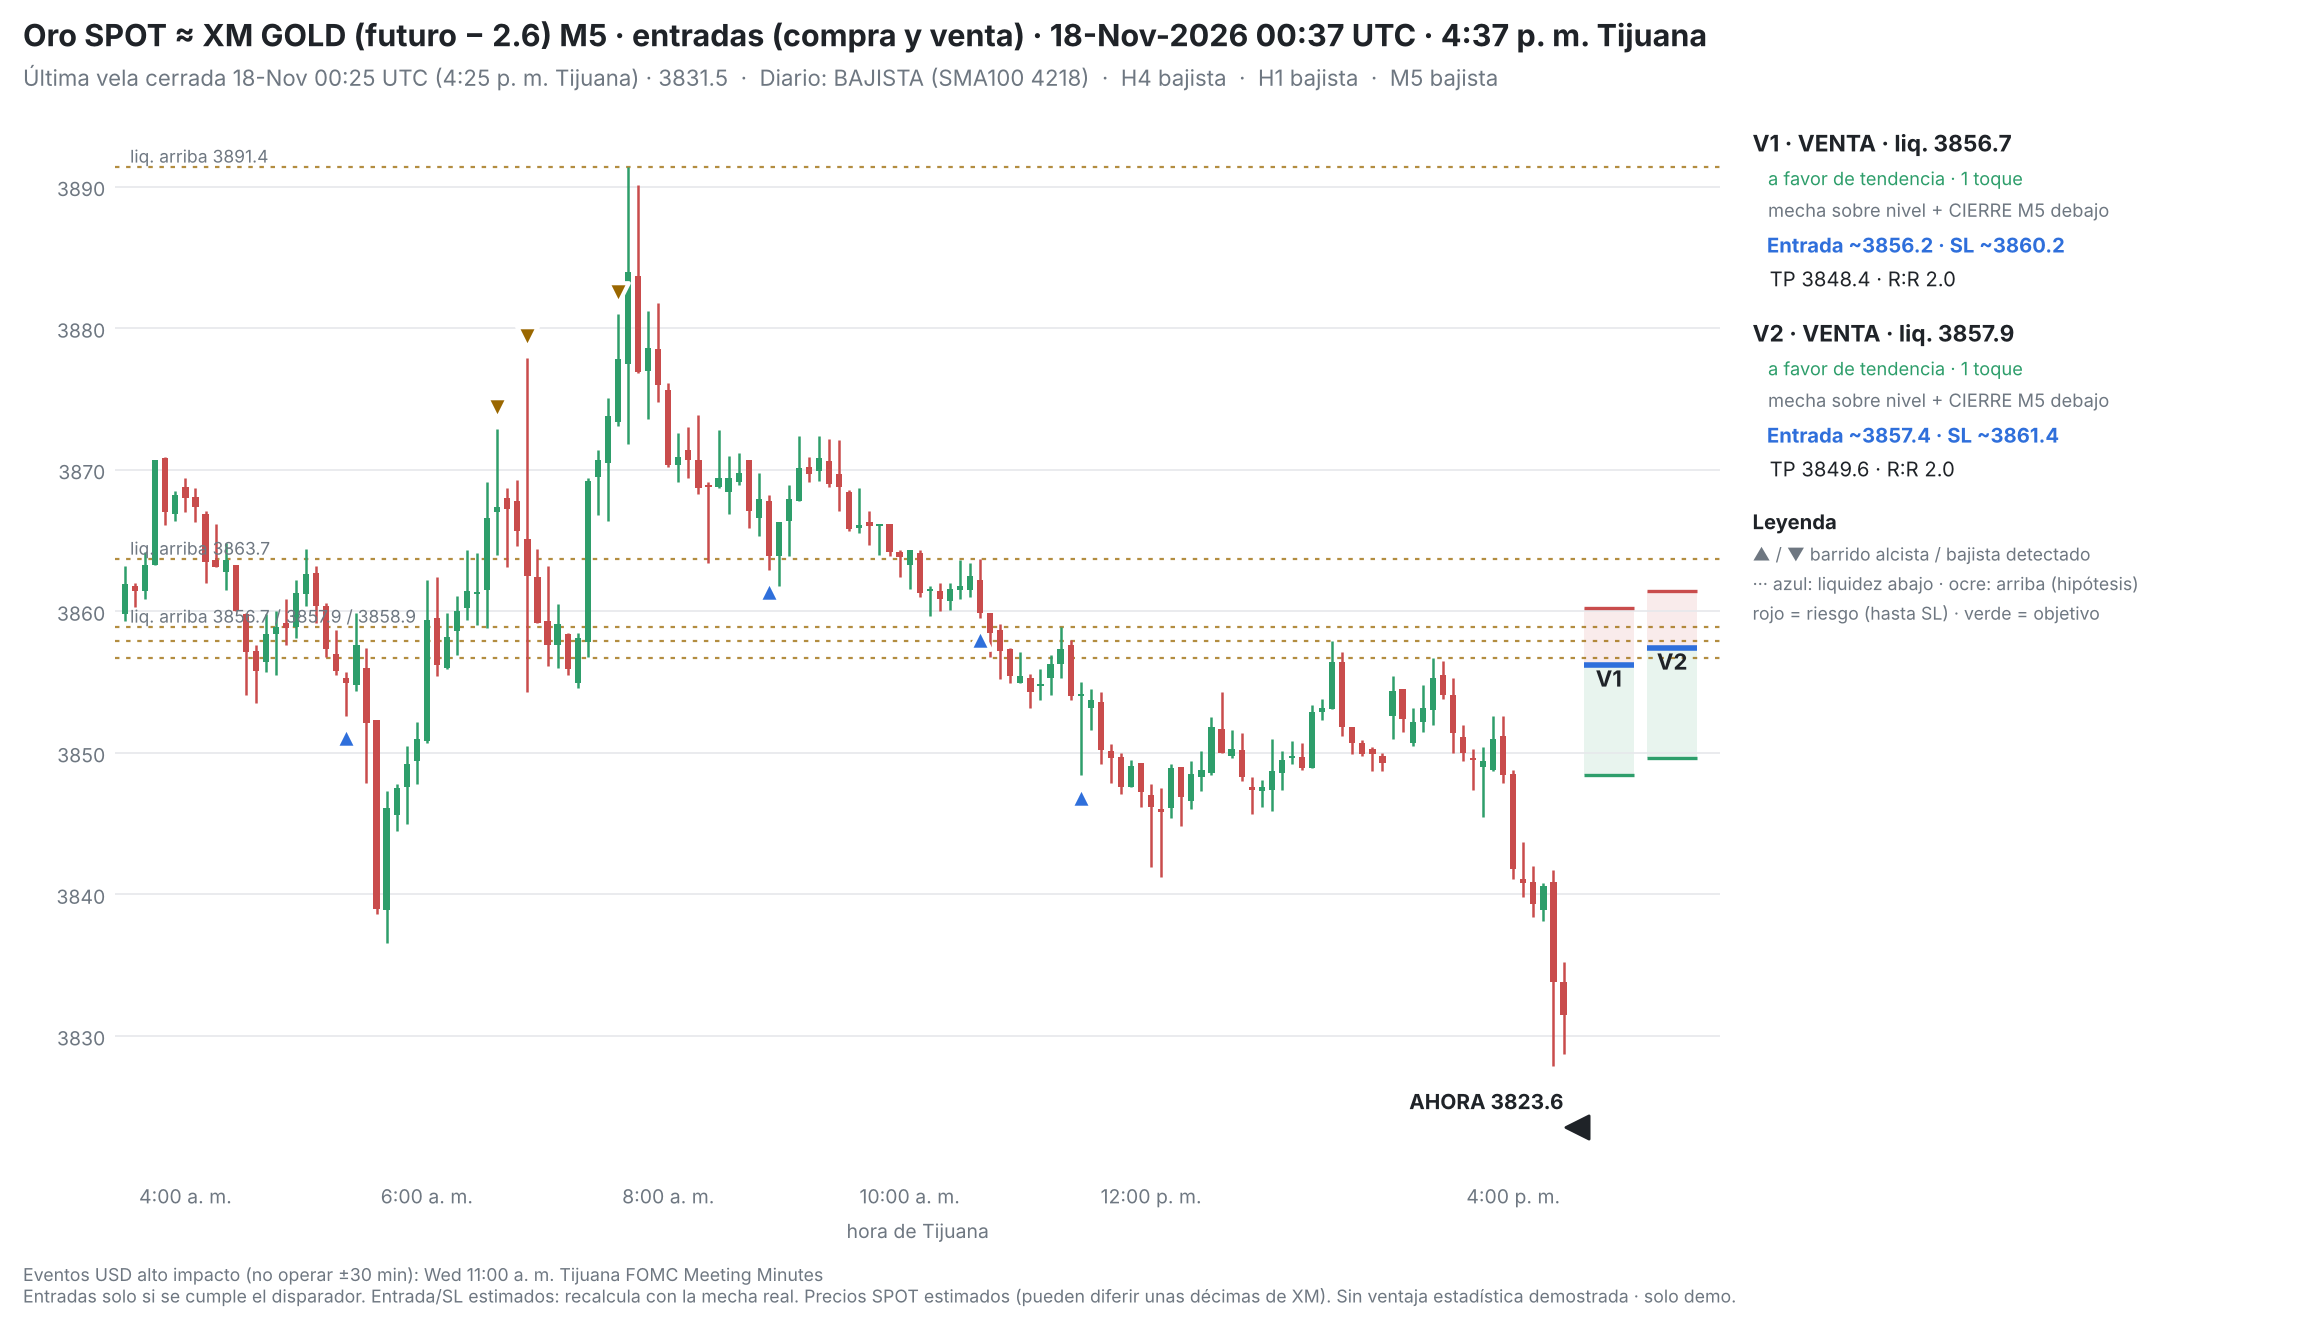 Oro SPOT ≈ XM GOLD (futuro − 2.6) M5 · entradas (compra y venta) · 18-Nov-2026 00:37 UTC · 4:37 p. m. Tijuana
Última vela cerrada 18-Nov 00:25 UTC (4:25 p. m. Tijuana) · 3831.5 · Diario: BAJISTA (SMA100 4218) · H4 bajista · H1 bajista · M5 bajista
liq. arriba 3891.4
3890
3880
3870
liq. arriba 3863.7
3860
liq. arriba 3856.7 / 3857.9 / 3858.9
3850
3840
3830
V1
V2
AHORA 3823.6
4:00 a. m.
6:00 a. m.
8:00 a. m.
10:00 a. m.
12:00 p. m.
4:00 p. m.
hora de Tijuana
V1 · VENTA · liq. 3856.7
a favor de tendencia · 1 toque
mecha sobre nivel + CIERRE M5 debajo
Entrada ~3856.2 · SL ~3860.2
TP 3848.4 · R:R 2.0
V2 · VENTA · liq. 3857.9
a favor de tendencia · 1 toque
mecha sobre nivel + CIERRE M5 debajo
Entrada ~3857.4 · SL ~3861.4
TP 3849.6 · R:R 2.0
Leyenda
▲ / ▼ barrido alcista / bajista detectado
··· azul: liquidez abajo · ocre: arriba (hipótesis)
rojo = riesgo (hasta SL) · verde = objetivo
Eventos USD alto impacto (no operar ±30 min): Wed 11:00 a. m. Tijuana FOMC Meeting Minutes
Entradas solo si se cumple el disparador. Entrada/SL estimados: recalcula con la mecha real. Precios SPOT estimados (pueden diferir unas décimas de XM). Sin ventaja estadística demostrada · solo demo.